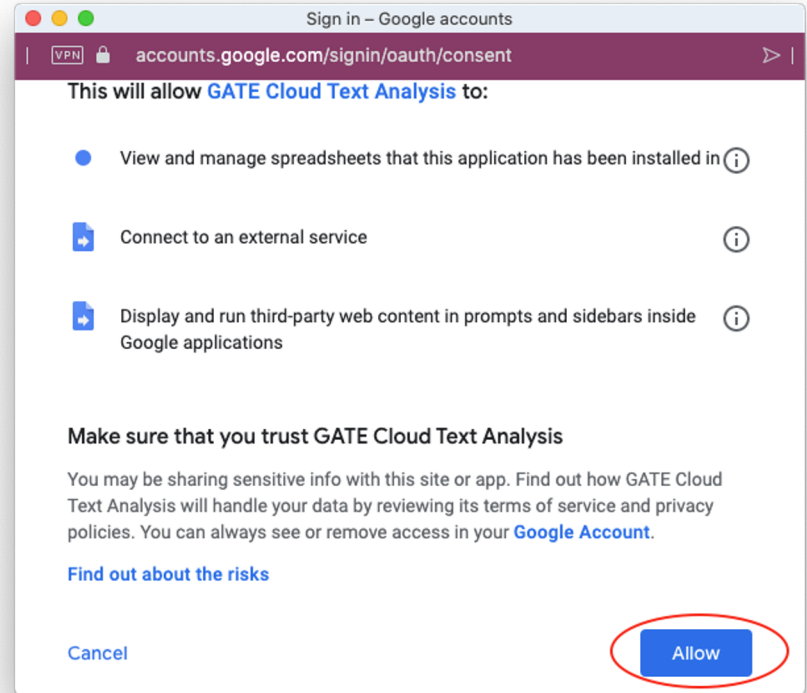 Sign in – Google accounts
VPN accounts.google.com/signin/oauth/consent
This will allow GATE Cloud Text Analysis to:
View and manage spreadsheets that this application has been installed in
Connect to an external service
Display and run third-party web content in prompts and sidebars inside
Google applications
Make sure that you trust GATE Cloud Text Analysis
You may be sharing sensitive info with this site or app. Find out how GATE Cloud
Text Analysis will handle your data by reviewing its terms of service and privacy
policies. You can always see or remove access in your Google Account.
Find out about the risks
Cancel
Allow